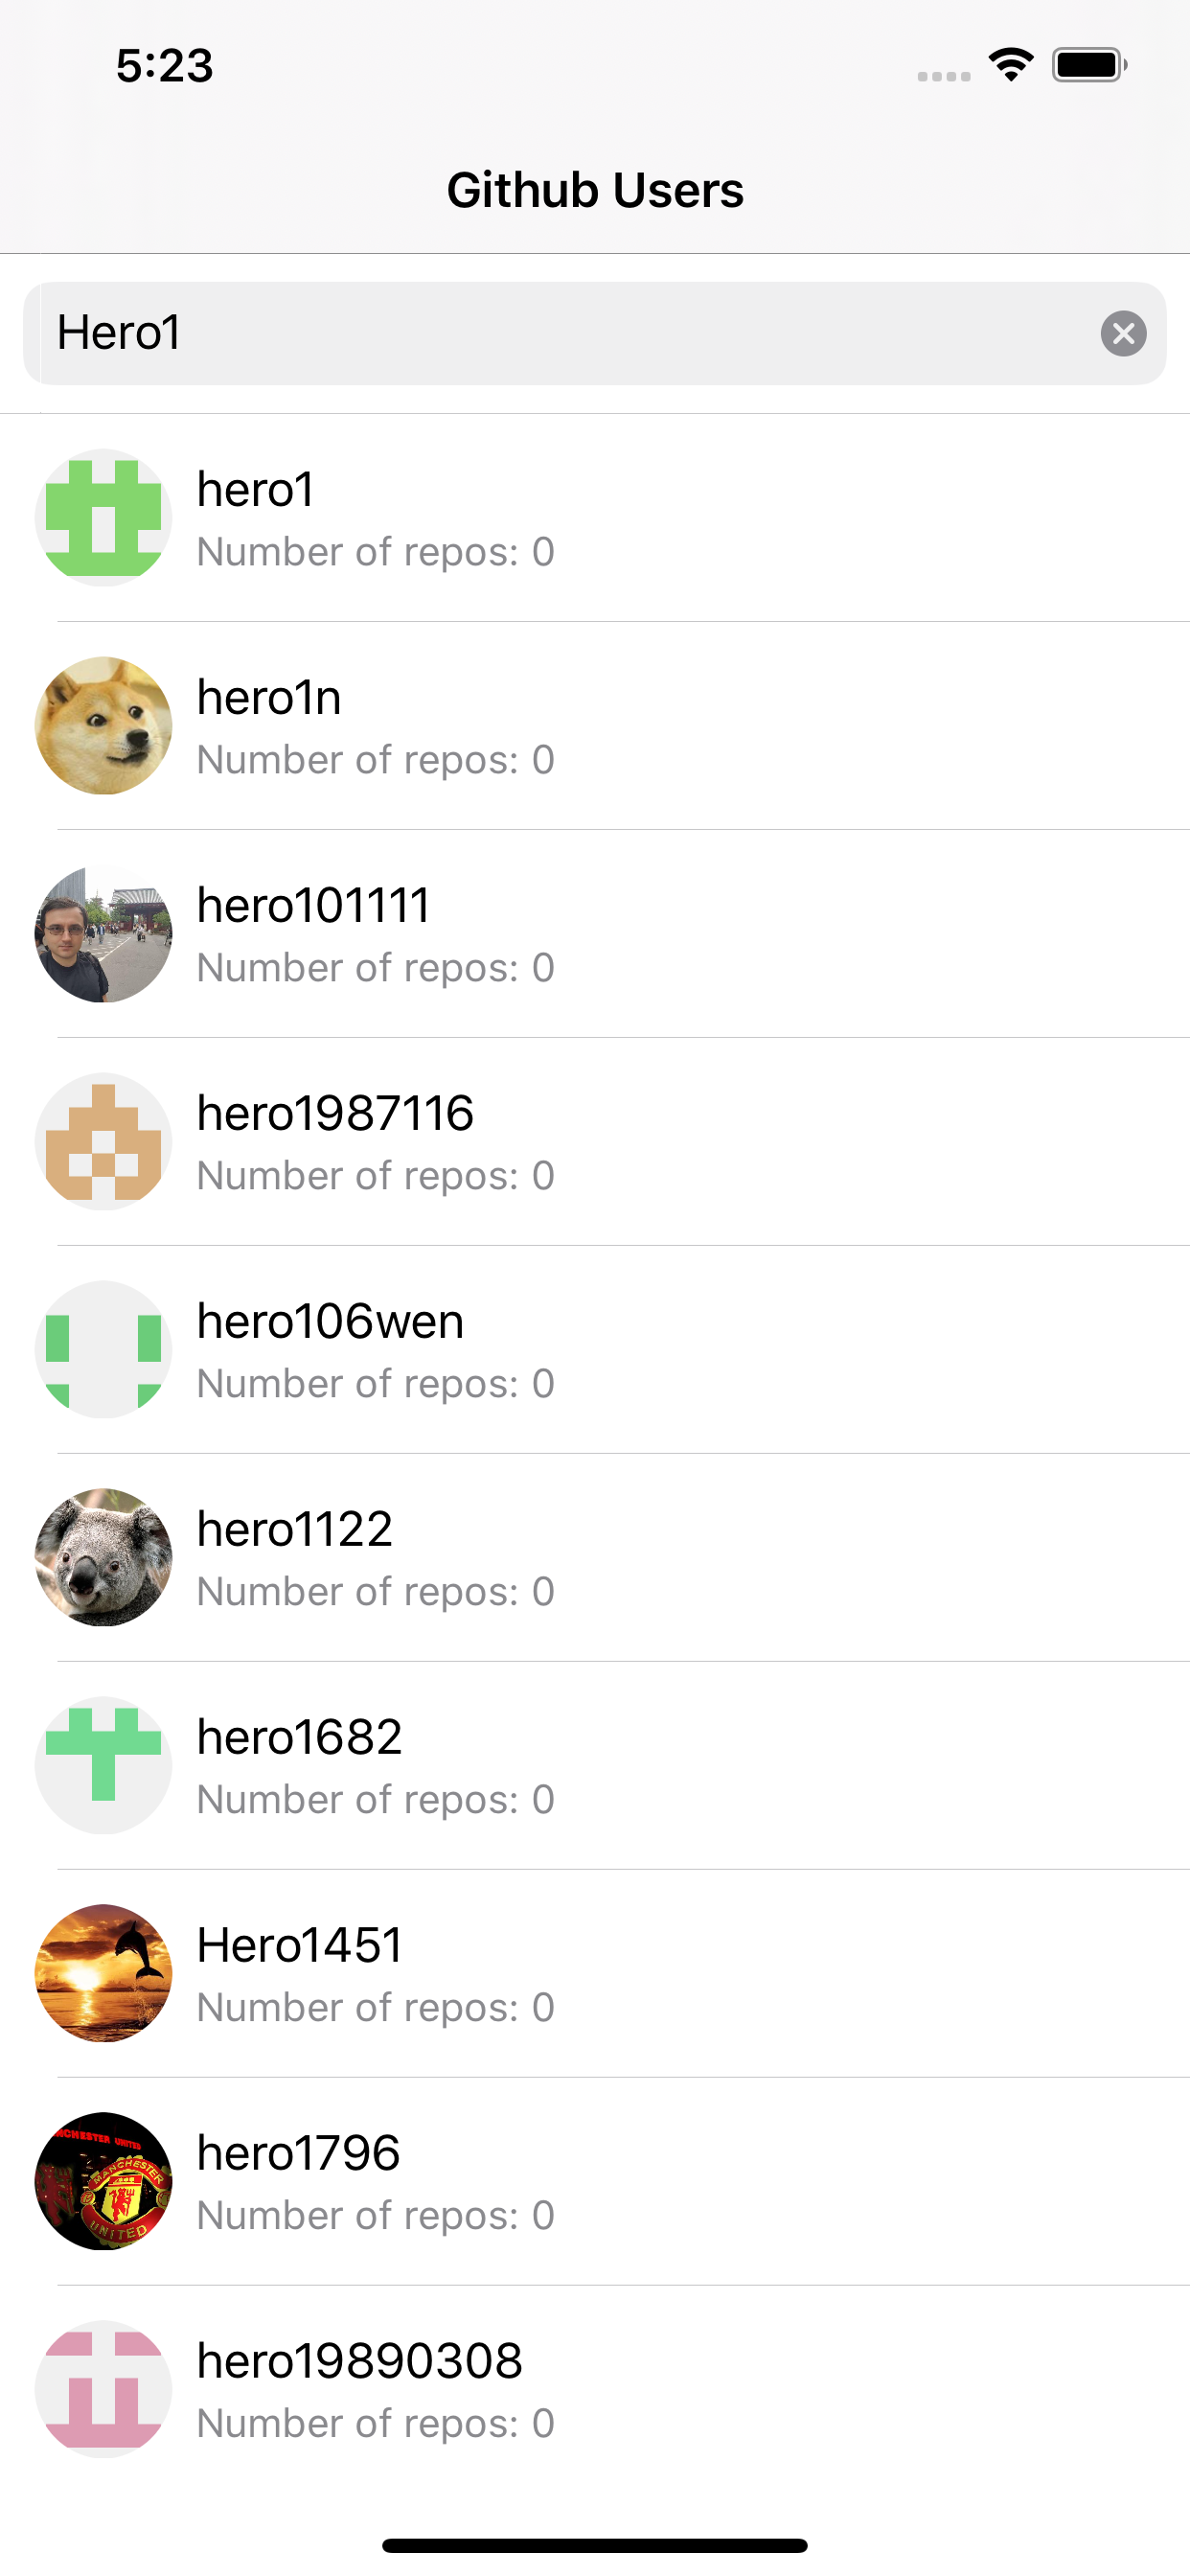 5:23
Github Users
Hero1
hero1
Number of repos: 0
hero1n
Number of repos: 0
hero101111
Number of repos: 0
hero1987116
Number of repos: 0
hero106wen
Number of repos: 0
hero1122
Number of repos: 0
hero1682
Number of repos: 0
Hero1451
Number of repos: 0
hero1796
Number of repos: 0
MANCHESTER
UNITED
hero19890308
Number of repos: 0